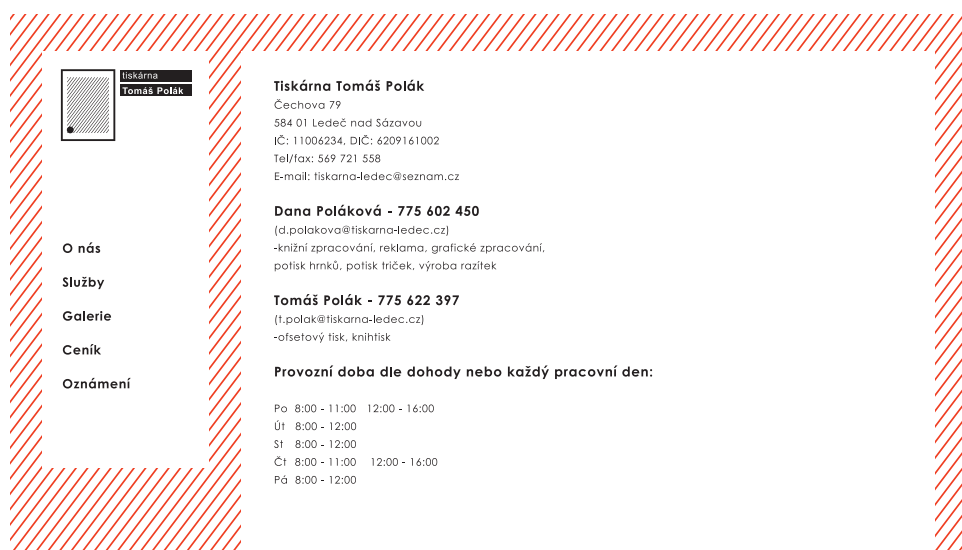 tiskárna
Tomáš Polák
O nás
Služby
Galerie
Ceník
Oznámení
Tiskárna Tomáš Polák
Čechova 79
584 01 Ledeč nad Sázavou
IČ: 11006234, DIČ: 6209161002
Tel/fax: 569 721 558
E-mail: tiskarna-ledec@seznam.cz
Dana Poláková - 775 602 450
(d.polakova@tiskarna-ledec.cz)
-knižní zpracování, reklama, grafické zpracování,
potisk hrnků, potisk triček, výroba razítek
Tomáš Polák - 775 622 397
(t.polak@tiskarna-ledec.cz)
-ofsetový tisk, knihtisk
Provozní doba dle dohody nebo každý pracovní den:
Po 8:00 - 11:00 12:00 - 16:00
Út 8:00 - 12:00
St 8:00 - 12:00
Čt 8:00 - 11:00 12:00 - 16:00
Pá 8:00 - 12:00